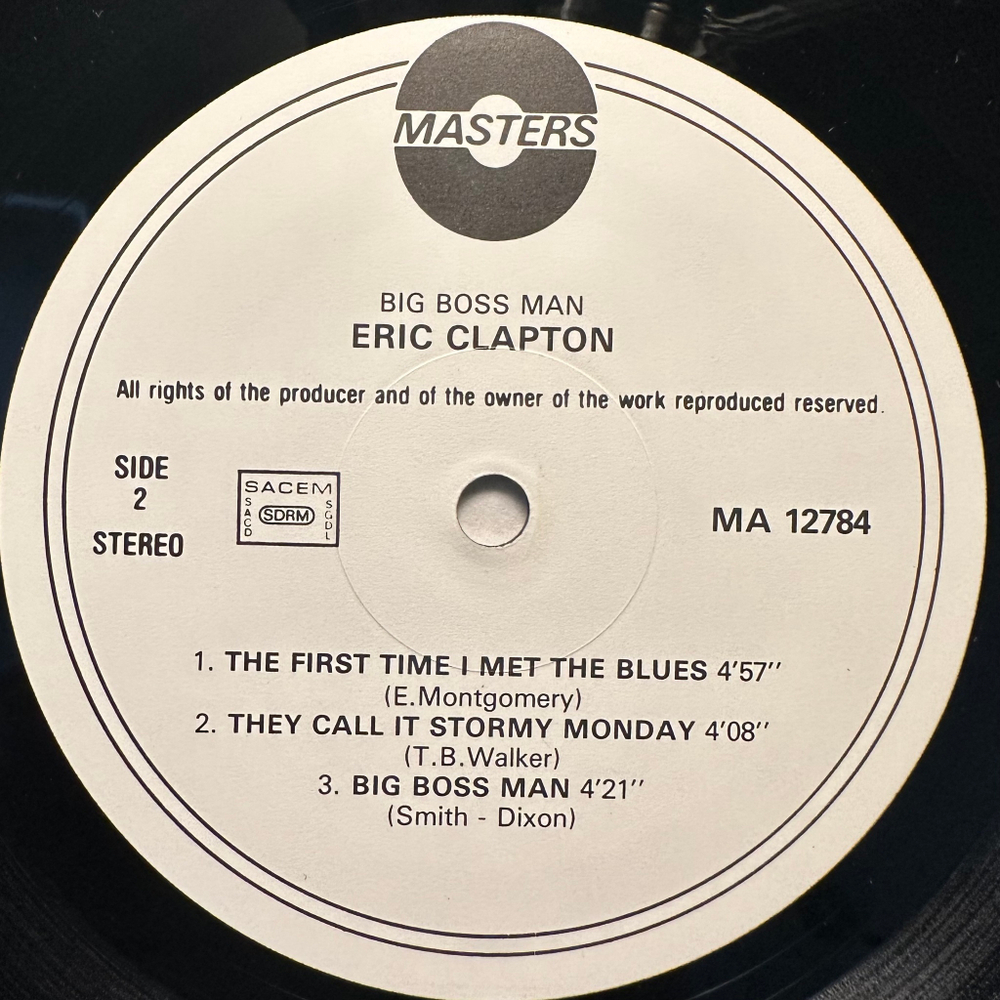 MASTERS
BIG BOSS MAN
ERIC CLAPTON
All rights of the producer and of the owner of the work reproduced reserved.
SIDE
2
STEREO
SACEM
SACD
SDRM
SGDL
MA 12784
1. THE FIRST TIME I MET THE BLUES 4'57''
(E.Montgomery)
2. THEY CALL IT STORMY MONDAY 4'08''
(T.B.Walker)
3. BIG BOSS MAN 4'21''
(Smith - Dixon)